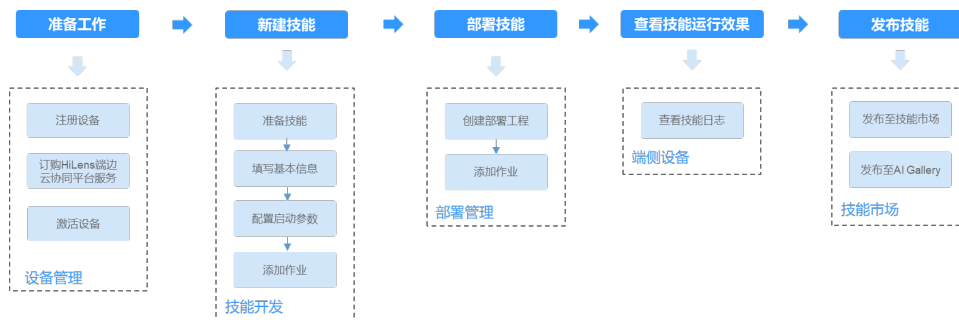 准备工作
新建技能
部署技能
查看技能运行效果
发布技能
注册设备
订购HiLens端边
云协同平台服务
激活设备
设备管理
准备技能
填写基本信息
配置启动参数
添加作业
技能开发
创建部署工程
添加作业
部署管理
查看技能日志
端侧设备
发布至技能市场
发布至AI Gallery
技能市场